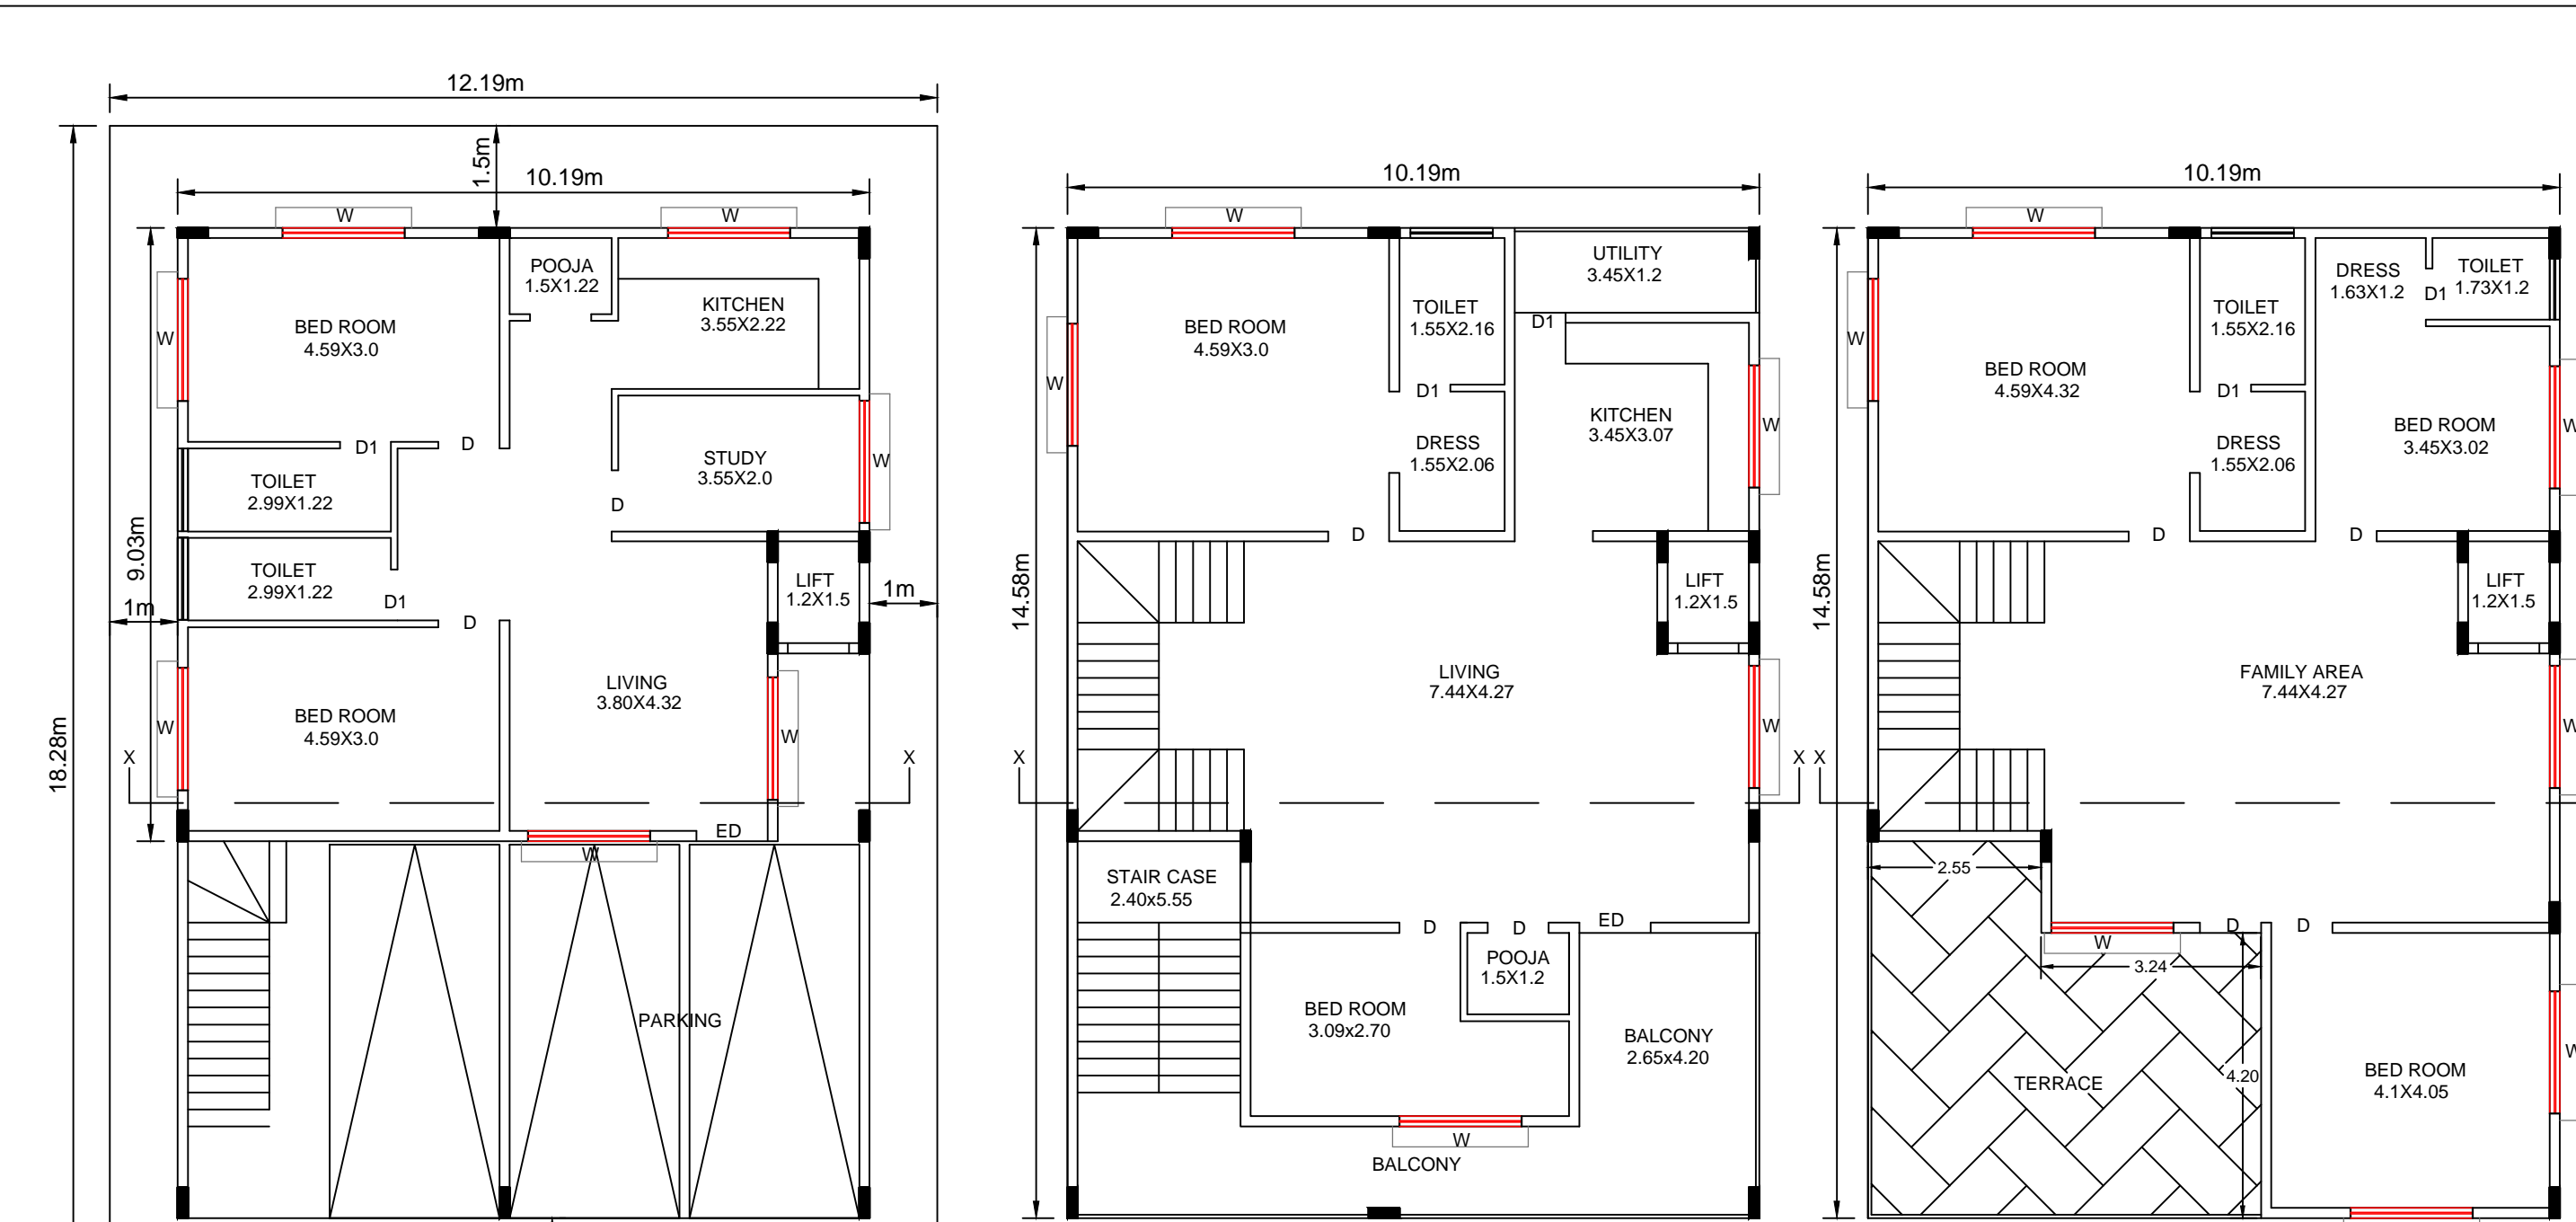 12.19m
1.5m
10.19m
W
W
POOJA
1.5X1.22
KITCHEN
3.55X2.22
BED ROOM
4.59X3.0
W
D1
D
STUDY
3.55X2.0
W
TOILET
2.99X1.22
D
9.03m
TOILET
2.99X1.22
D1
LIFT
1.2X1.5
1m
1m
D
LIVING
3.80X4.32
BED ROOM
4.59X3.0
W
W
18.28m
X
X
ED
W
PARKING
10.19m
W
UTILITY
3.45X1.2
TOILET
1.55X2.16
D1
BED ROOM
4.59X3.0
W
D1
KITCHEN
3.45X3.07
W
DRESS
1.55X2.06
D
14.58m
LIFT
1.2X1.5
LIVING
7.44X4.27
W
X
X
STAIR CASE
2.40x5.55
D
D
ED
POOJA
1.5X1.2
BED ROOM
3.09x2.70
BALCONY
2.65x4.20
W
BALCONY
10.19m
W
DRESS
1.63X1.2
D1
TOILET
1.73X1.2
TOILET
1.55X2.16
W
BED ROOM
4.59X4.32
D1
BED ROOM
3.45X3.02
W
DRESS
1.55X2.06
D
D
14.58m
LIFT
1.2X1.5
FAMILY AREA
7.44X4.27
W
X
2.55
D
D
W
3.24
TERRACE
4.20
BED ROOM
4.1X4.05
W